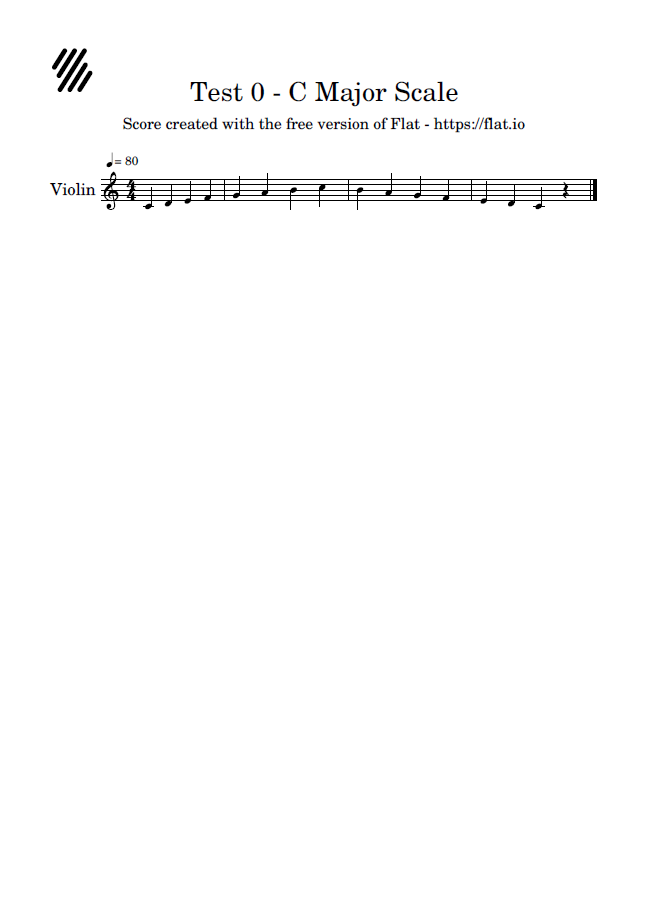 Test 0 - C Major Scale
Score created with the free version of Flat - https://flat.io
= 80
Violin
4
4